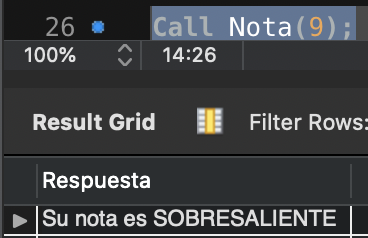 26 Call Nota(9);
100% 14:26
Result Grid Filter Rows:
Respuesta
Su nota es SOBRESALIENTE